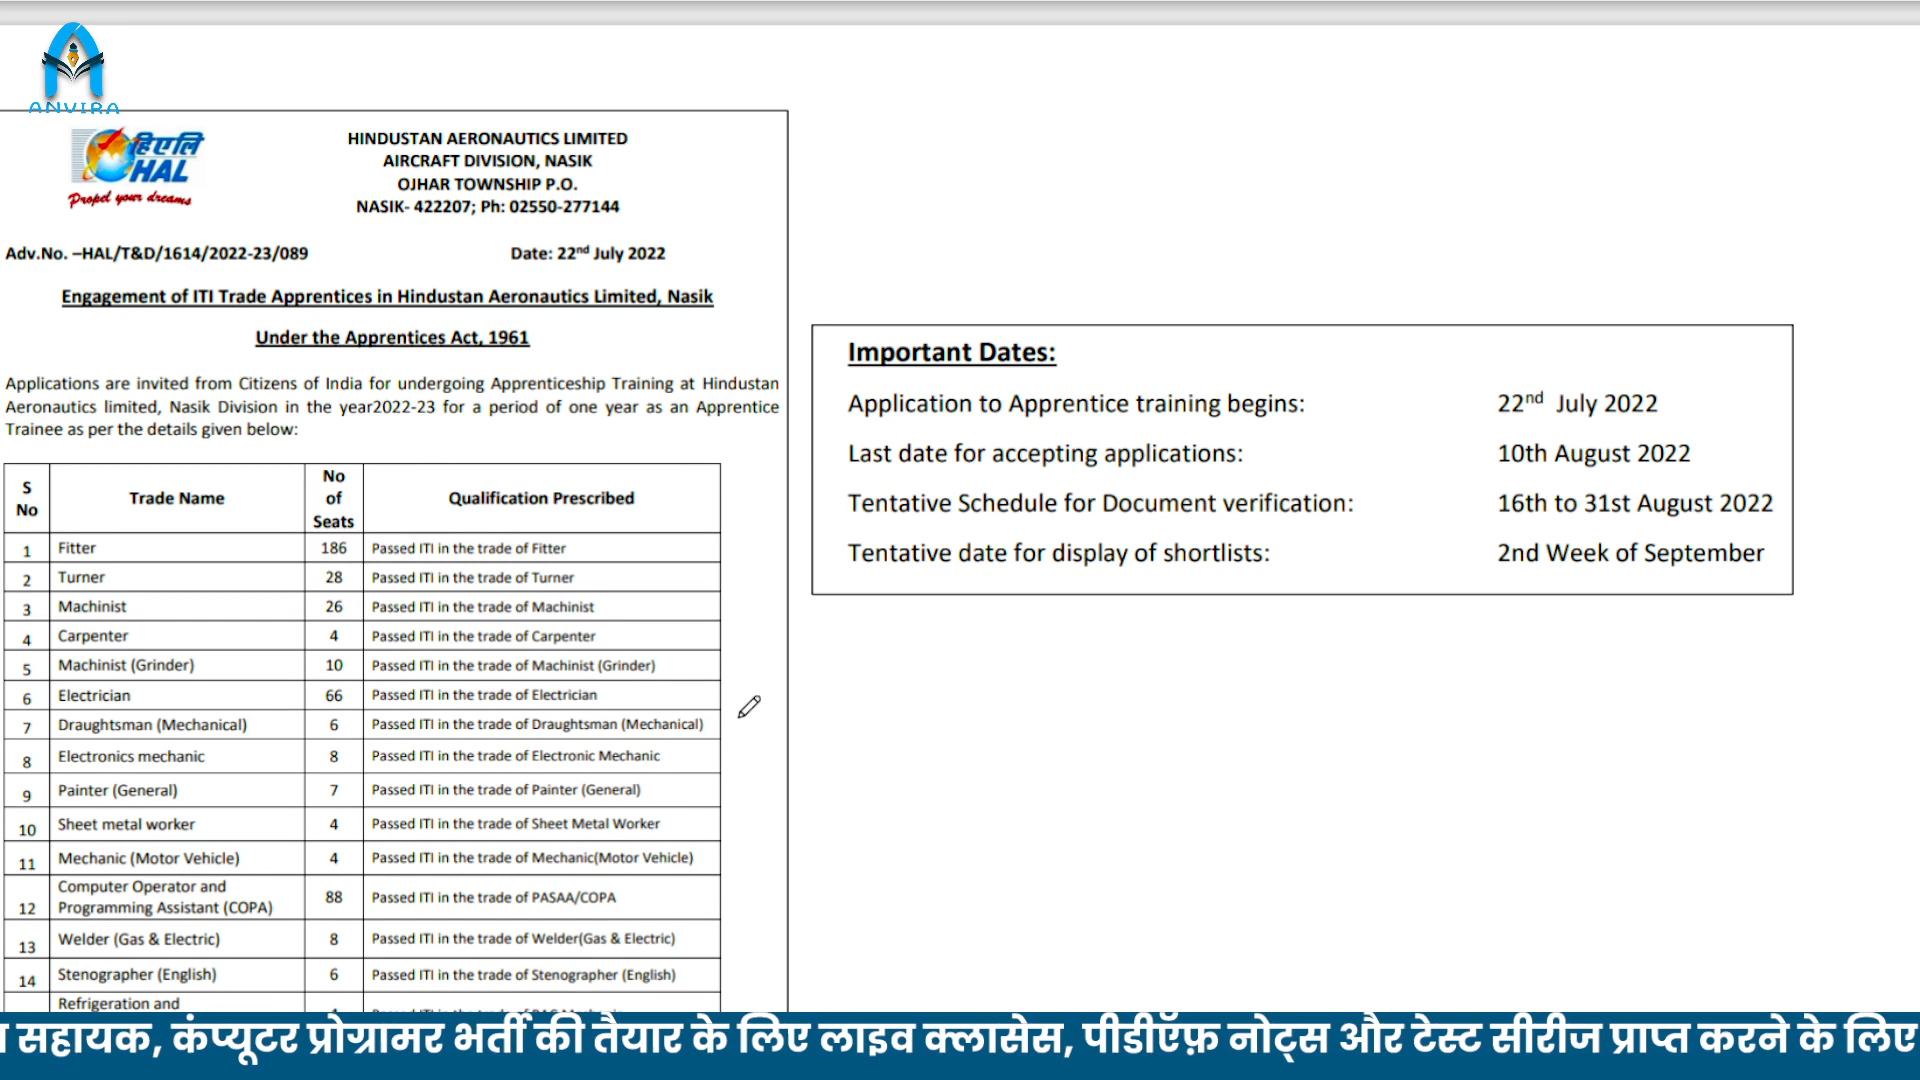 ANVIRA
हिएलि
HAL
Propel your dreams
HINDUSTAN AERONAUTICS LIMITED
AIRCRAFT DIVISION, NASIK
OJHAR TOWNSHIP P.O.
NASIK- 422207; Ph: 02550-277144
Adv.No. –HAL/T&D/1614/2022-23/089 Date: 22nd July 2022
Engagement of ITI Trade Apprentices in Hindustan Aeronautics Limited, Nasik
Under the Apprentices Act, 1961
Applications are invited from Citizens of India for undergoing Apprenticeship Training at Hindustan
Aeronautics limited, Nasik Division in the year2022-23 for a period of one year as an Apprentice
Trainee as per the details given below:
S No Trade Name No of Seats Qualification Prescribed
1 Fitter 186 Passed ITI in the trade of Fitter
2 Turner 28 Passed ITI in the trade of Turner
3 Machinist 26 Passed ITI in the trade of Machinist
4 Carpenter 4 Passed ITI in the trade of Carpenter
5 Machinist (Grinder) 10 Passed ITI in the trade of Machinist (Grinder)
6 Electrician 66 Passed ITI in the trade of Electrician
7 Draughtsman (Mechanical) 6 Passed ITI in the trade of Draughtsman (Mechanical)
8 Electronics mechanic 8 Passed ITI in the trade of Electronic Mechanic
9 Painter (General) 7 Passed ITI in the trade of Painter (General)
10 Sheet metal worker 4 Passed ITI in the trade of Sheet Metal Worker
11 Mechanic (Motor Vehicle) 4 Passed ITI in the trade of Mechanic(Motor Vehicle)
12 Computer Operator and Programming Assistant (COPA) 88 Passed ITI in the trade of PASAA/COPA
13 Welder (Gas & Electric) 8 Passed ITI in the trade of Welder(Gas & Electric)
14 Stenographer (English) 6 Passed ITI in the trade of Stenographer (English)
Refrigeration and
Important Dates:
Application to Apprentice training begins: 22nd July 2022
Last date for accepting applications: 10th August 2022
Tentative Schedule for Document verification: 16th to 31st August 2022
Tentative date for display of shortlists: 2nd Week of September
सहायक, कंप्यूटर प्रोग्रामर भर्ती की तैयार के लिए लाइव क्लासेस, पीडीएफ़ नोट्स और टेस्ट सीरीज प्राप्त करने के लिए